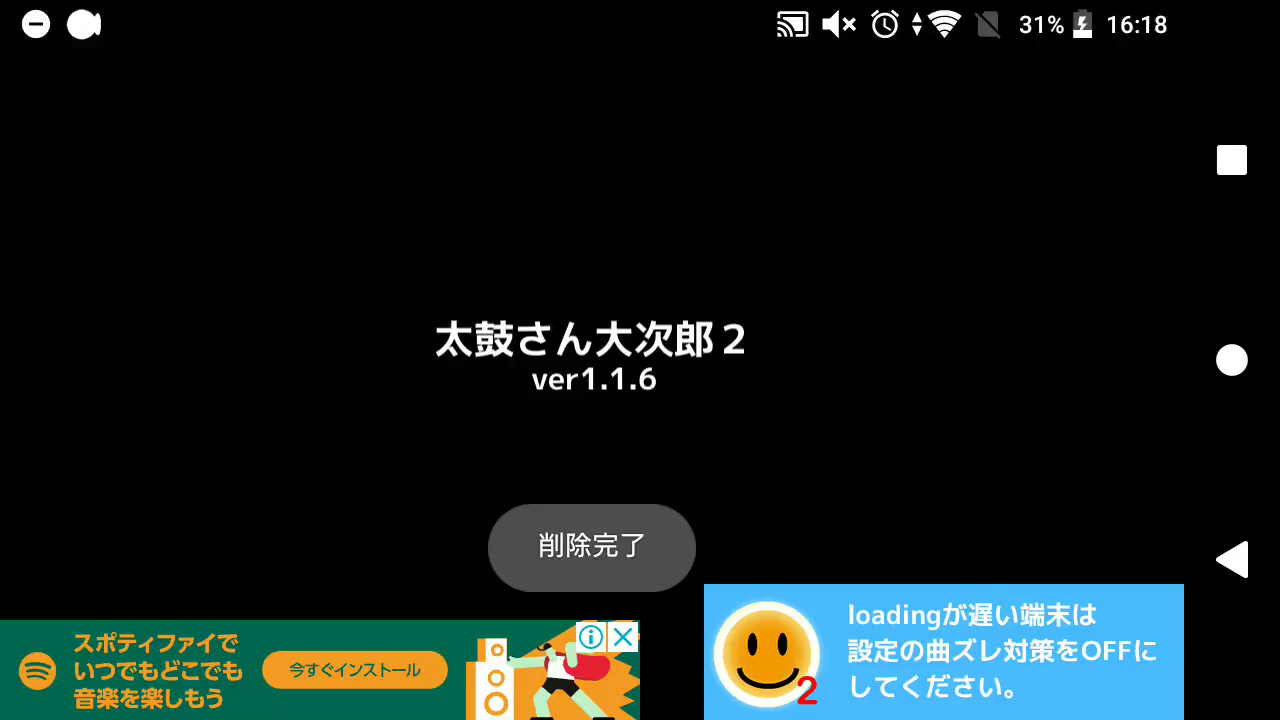 31% 16:18
太鼓さん大次郎2
ver1.1.6
削除完了
スポティファイで
いつでもどこでも
音楽を楽しもう
今すぐインストール
2
loadingが遅い端末は
設定の曲ズレ対策をOFFに
してください。